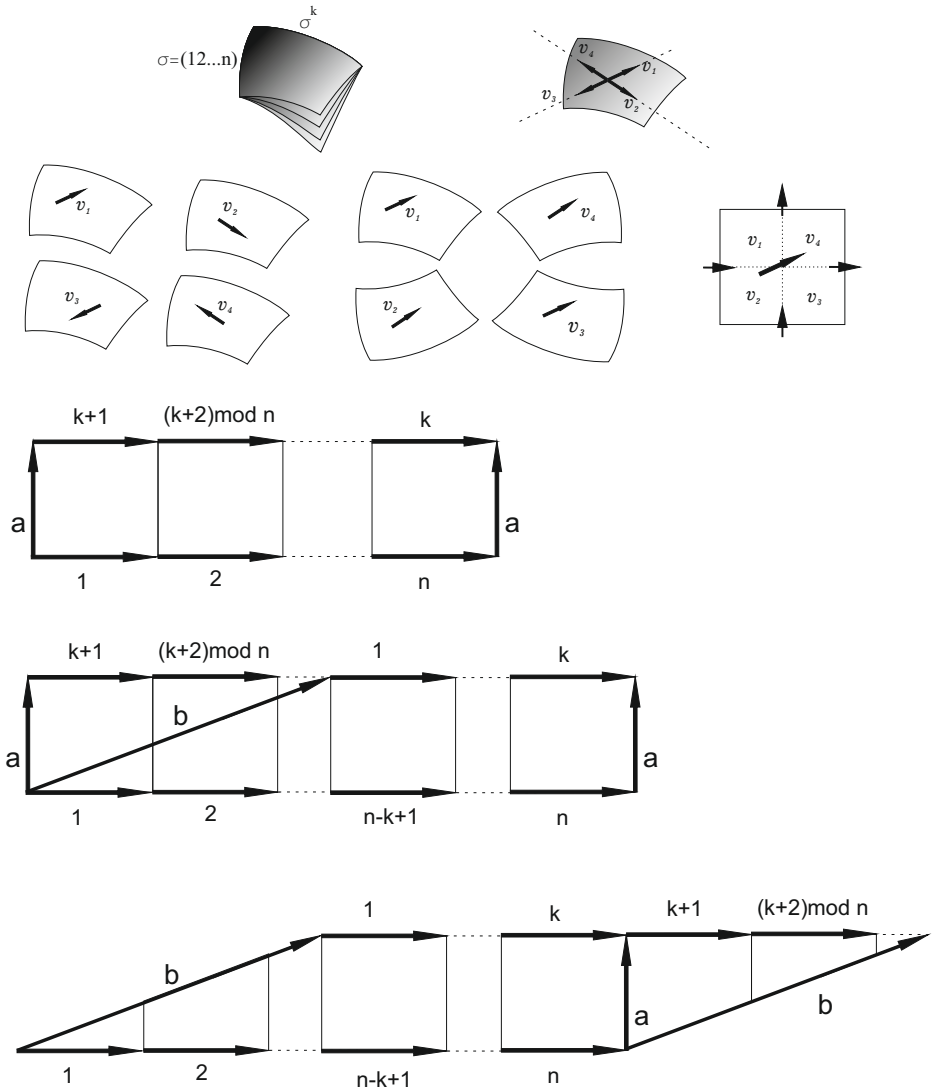 σ^k
σ=(12...n)
v₄ v₁
v₃ v₂
v₁ v₂ v₁ v₄
v₁ v₄
v₃ v₄ v₂ v₃
v₂ v₃
k+1 (k+2)mod n k
a a
1 2 n
k+1 (k+2)mod n 1 k
b
a a
1 2 n-k+1 n
1 k k+1 (k+2)mod n
b a b
1 2 n-k+1 n